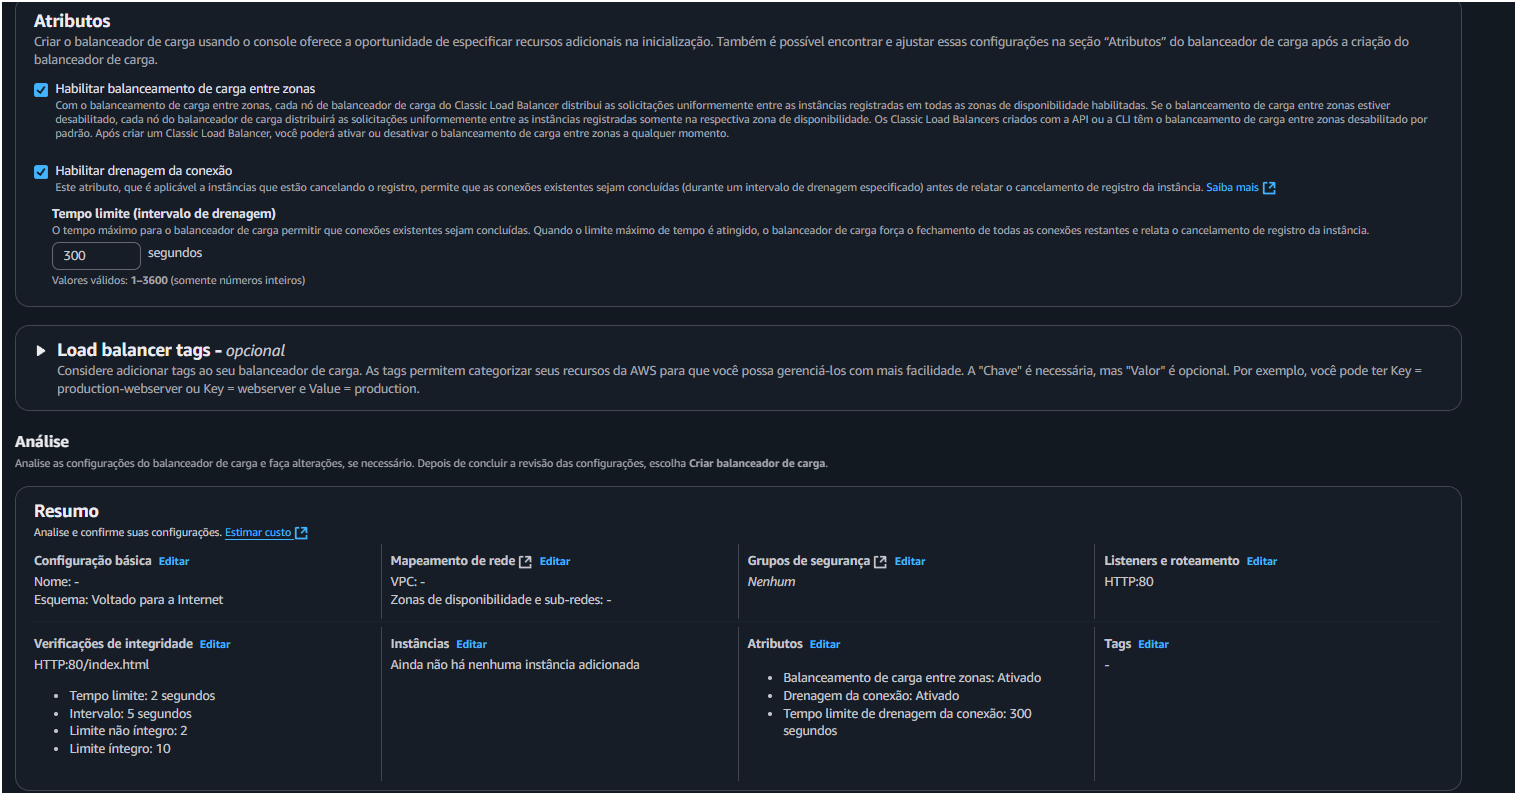 Atributos
Criar o balanceador de carga usando o console oferece a oportunidade de especificar recursos adicionais na inicialização. Também é possível encontrar e ajustar essas configurações na seção “Atributos” do balanceador de carga após a criação do
balanceador de carga.
Habilitar balanceamento de carga entre zonas
Com o balanceamento de carga entre zonas, cada nó de balanceador de carga do Classic Load Balancer distribui as solicitações uniformemente entre as instâncias registradas em todas as zonas de disponibilidade habilitadas. Se o balanceamento de carga entre zonas estiver
desabilitado, cada nó do balanceador de carga distribuirá as solicitações uniformemente entre as instâncias registradas somente na respectiva zona de disponibilidade. Os Classic Load Balancers criados com a API ou a CLI têm o balanceamento de carga entre zonas desabilitado por
padrão. Após criar um Classic Load Balancer, você poderá ativar ou desativar o balanceamento de carga entre zonas a qualquer momento.
Habilitar drenagem da conexão
Este atributo, que é aplicável a instâncias que estão cancelando o registro, permite que as conexões existentes sejam concluídas (durante um intervalo de drenagem especificado) antes de relatar o cancelamento de registro da instância. Saiba mais
Tempo limite (intervalo de drenagem)
O tempo máximo para o balanceador de carga permitir que conexões existentes sejam concluídas. Quando o limite máximo de tempo é atingido, o balanceador de carga força o fechamento de todas as conexões restantes e relata o cancelamento de registro da instância.
300 segundos
Valores válidos: 1–3600 (somente números inteiros)
Load balancer tags - opcional
Considere adicionar tags ao seu balanceador de carga. As tags permitem categorizar seus recursos da AWS para que você possa gerenciá-los com mais facilidade. A "Chave" é necessária, mas "Valor" é opcional. Por exemplo, você pode ter Key =
production-webserver ou Key = webserver e Value = production.
Análise
Analise as configurações do balanceador de carga e faça alterações, se necessário. Depois de concluir a revisão das configurações, escolha Criar balanceador de carga.
Resumo
Analise e confirme suas configurações. Estimar custo
Configuração básica Editar
Nome: -
Esquema: Voltado para a Internet
Mapeamento de rede Editar
VPC: -
Zonas de disponibilidade e sub-redes: -
Grupos de segurança Editar
Nenhum
Listeners e roteamento Editar
HTTP:80
Verificações de integridade Editar
HTTP:80/index.html
• Tempo limite: 2 segundos
• Intervalo: 5 segundos
• Limite não íntegro: 2
• Limite íntegro: 10
Instâncias Editar
Ainda não há nenhuma instância adicionada
Atributos Editar
• Balanceamento de carga entre zonas: Ativado
• Drenagem da conexão: Ativado
• Tempo limite de drenagem da conexão: 300
segundos
Tags Editar
-